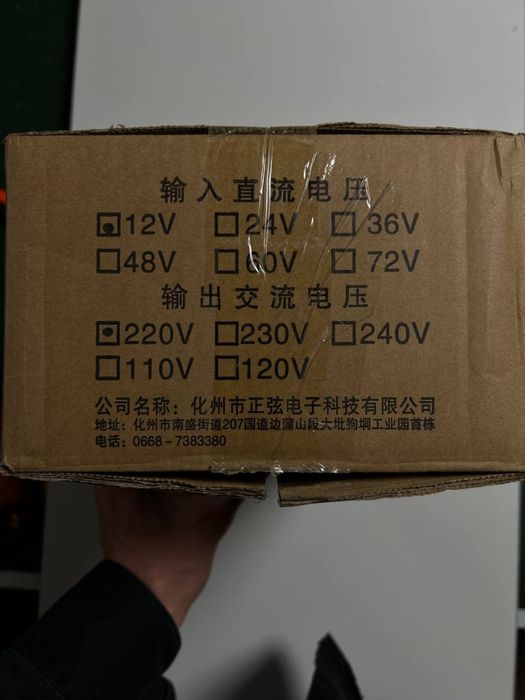 输入直流电压
12V 24V 36V
48V 60V 72V
输出交流电压
220V 230V 240V
110V 120V
公司名称：化州市正弦电子科技有限公司
地址：化州市南盛街道207国道边蒲山段大坒狗垌工业园首栋
电话：0668-7383380